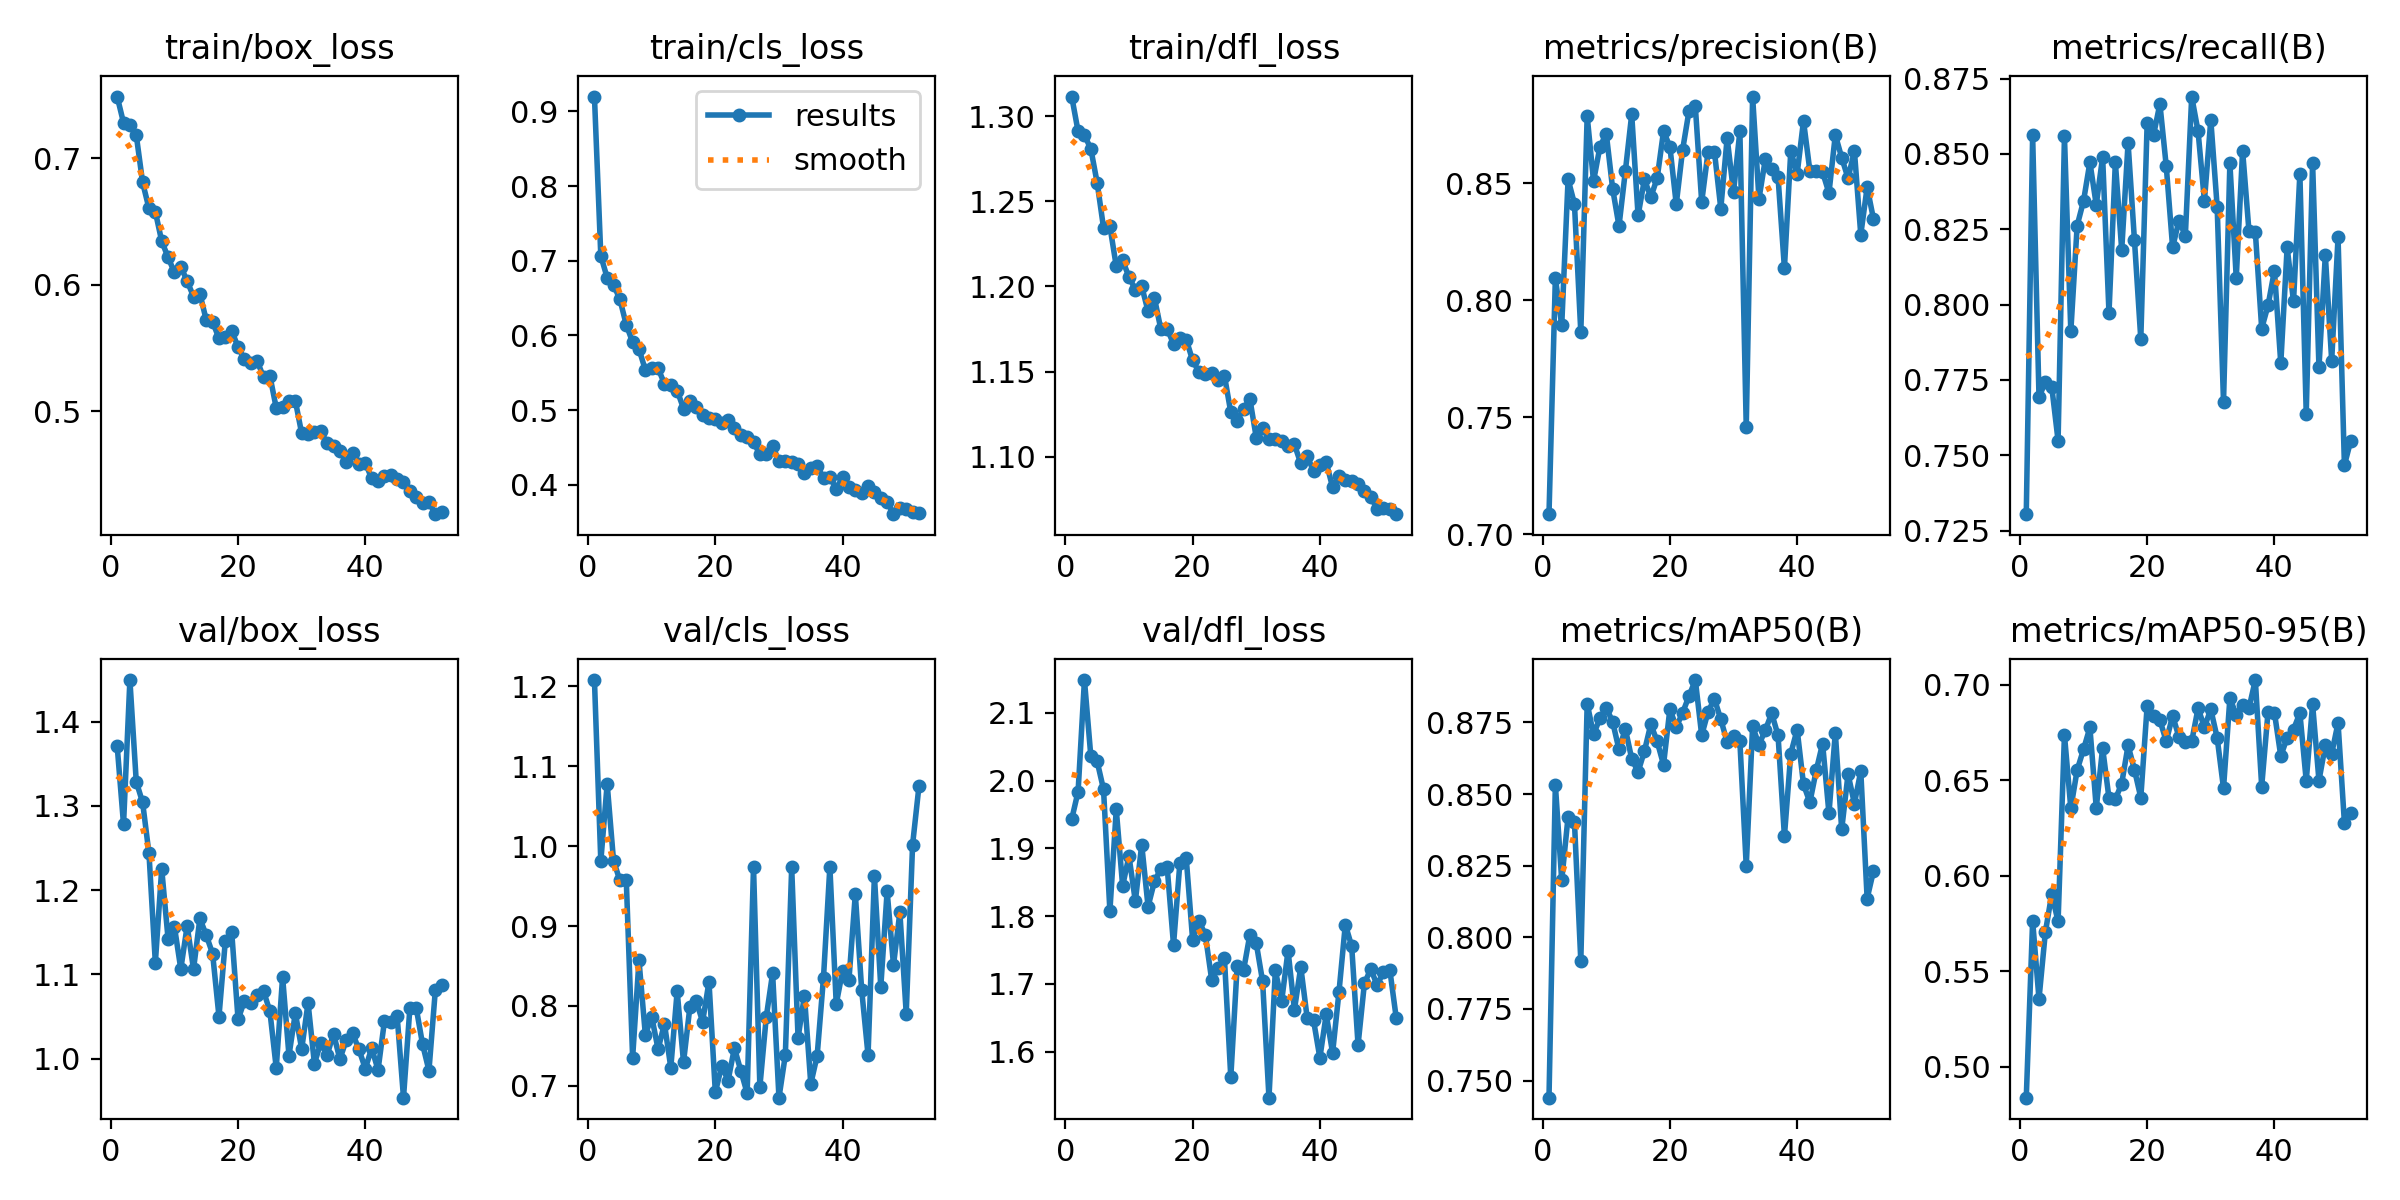 train/box_loss
0.7
0.6
0.5
0 20 40
train/cls_loss
results
smooth
0.9
0.8
0.7
0.6
0.5
0.4
0 20 40
train/dfl_loss
1.30
1.25
1.20
1.15
1.10
0 20 40
metrics/precision(B)
0.85
0.80
0.75
0.70
0 20 40
metrics/recall(B)
0.875
0.850
0.825
0.800
0.775
0.750
0.725
0 20 40
val/box_loss
1.4
1.3
1.2
1.1
1.0
0 20 40
val/cls_loss
1.2
1.1
1.0
0.9
0.8
0.7
0 20 40
val/dfl_loss
2.1
2.0
1.9
1.8
1.7
1.6
0 20 40
metrics/mAP50(B)
0.875
0.850
0.825
0.800
0.775
0.750
0 20 40
metrics/mAP50-95(B)
0.70
0.65
0.60
0.55
0.50
0 20 40